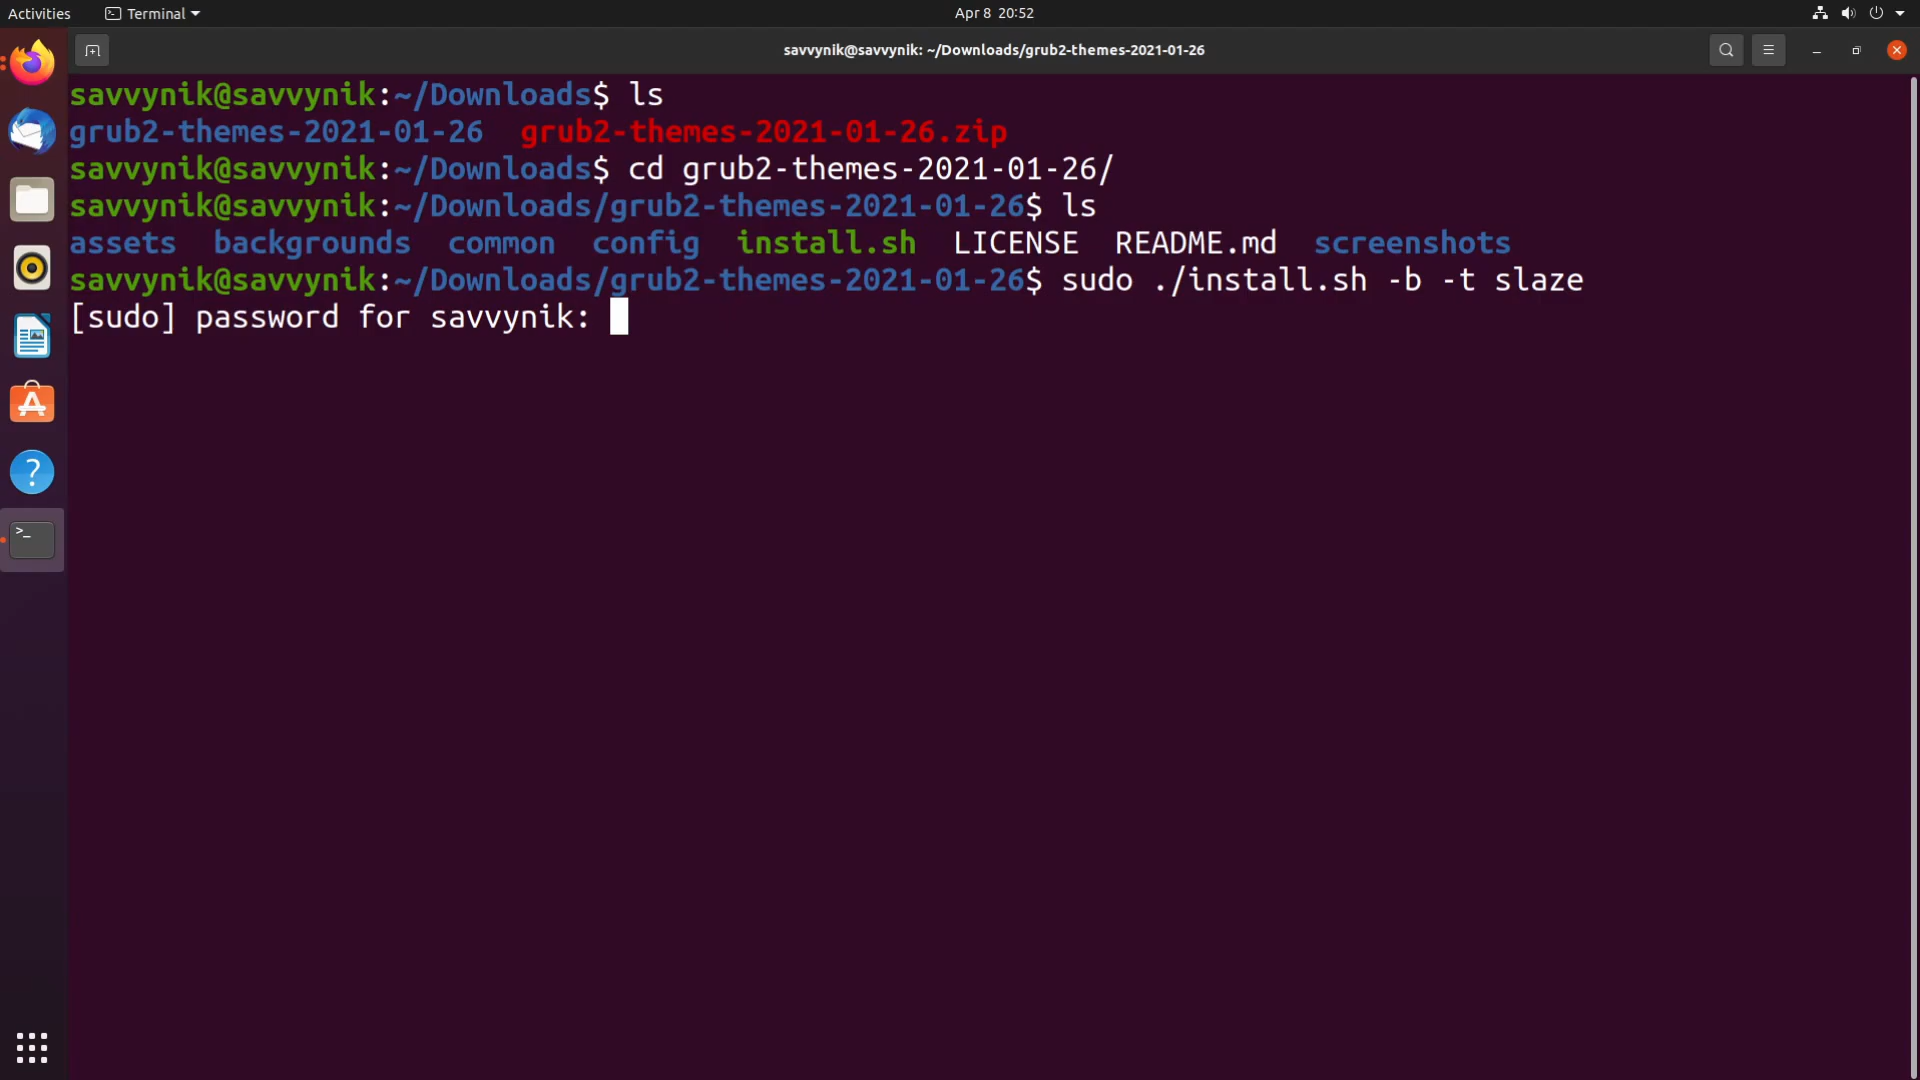 Activities Terminal Apr 8 20:52
savvynik@savvynik: ~/Downloads/grub2-themes-2021-01-26
savvynik@savvynik:~/Downloads$ ls
grub2-themes-2021-01-26 grub2-themes-2021-01-26.zip
savvynik@savvynik:~/Downloads$ cd grub2-themes-2021-01-26/
savvynik@savvynik:~/Downloads/grub2-themes-2021-01-26$ ls
assets backgrounds common config install.sh LICENSE README.md screenshots
savvynik@savvynik:~/Downloads/grub2-themes-2021-01-26$ sudo ./install.sh -b -t slaze
[sudo] password for savvynik: